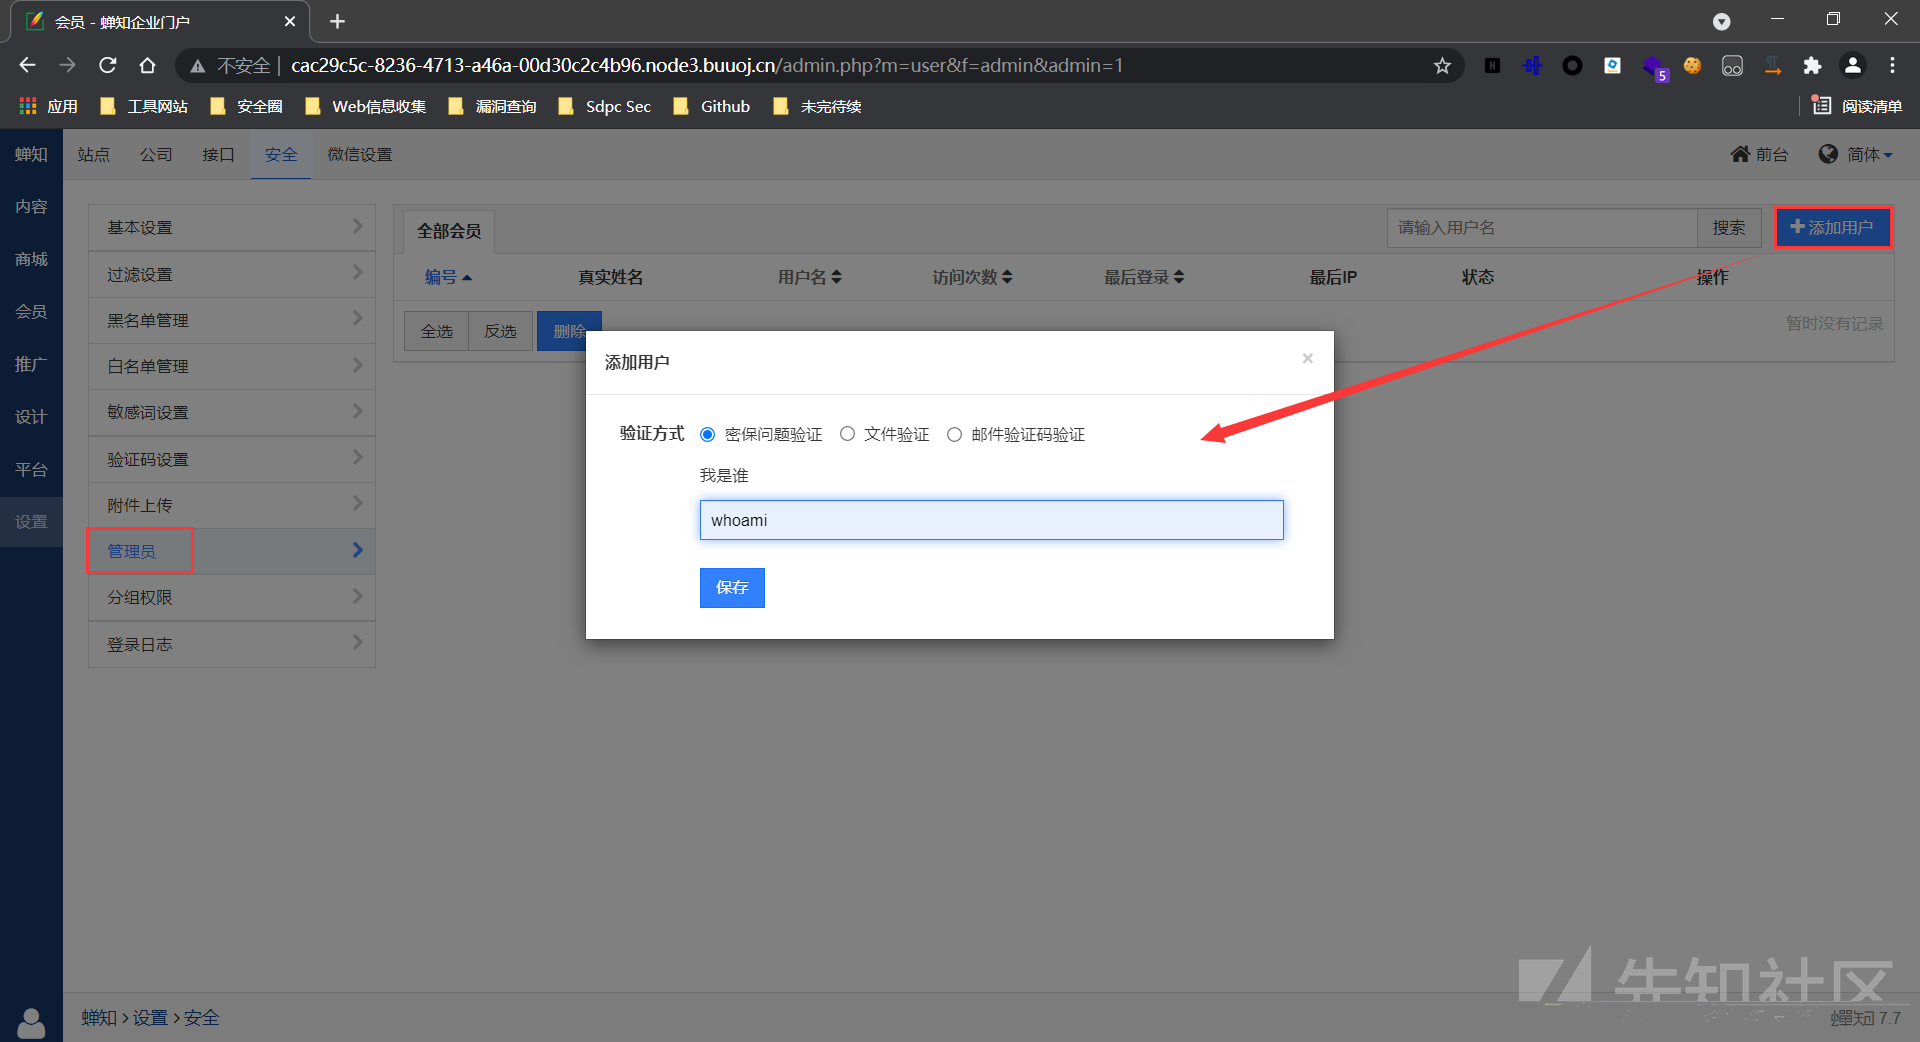 会员 - 蝉知企业门户
不安全 cac29c5c-8236-4713-a46a-00d30c2c4b96.node3.buuoj.cn/admin.php?m=user&f=admin&admin=1
5
应用 工具网站 安全圈 Web信息收集 漏洞查询 Sdpc Sec Github 未完待续 阅读清单
蝉知 站点 公司 接口 安全 微信设置 前台 简体
内容
商城
会员
推广
设计
平台
设置
基本设置
过滤设置
黑名单管理
白名单管理
敏感词设置
验证码设置
附件上传
管理员
分组权限
登录日志
全部会员 请输入用户名 搜索 添加用户
编号 真实姓名 用户名 访问次数 最后登录 最后IP 状态 操作
全选 反选 删除 暂时没有记录
添加用户 ×
验证方式 密保问题验证 文件验证 邮件验证码验证
我是谁
whoami
保存
先知社区
蝉知 > 设置 > 安全 蝉知 7.7